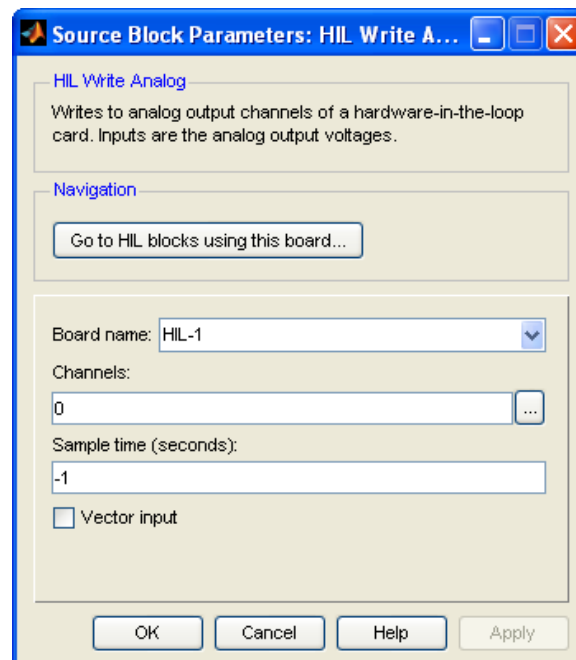 Source Block Parameters: HIL Write A...
HIL Write Analog
Writes to analog output channels of a hardware-in-the-loop
card. Inputs are the analog output voltages.
Navigation
Go to HIL blocks using this board...
Board name: HIL-1
Channels:
0
...
Sample time (seconds):
-1
Vector input
OK Cancel Help Apply